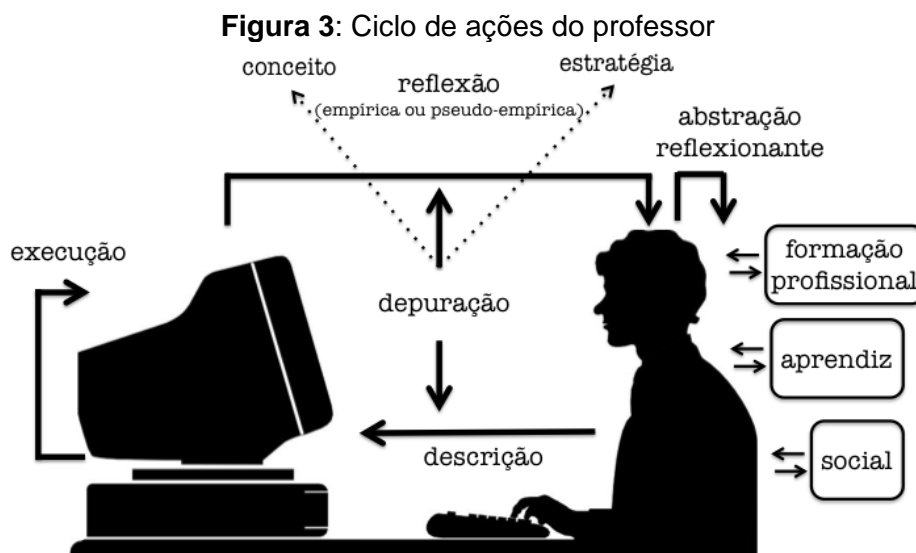 Figura 3: Ciclo de ações do professor
conceito
reflexão
(empírica ou pseudo-empírica)
estratégia
abstração
reflexionante
execução
formação
profissional
depuração
aprendiz
descrição
social